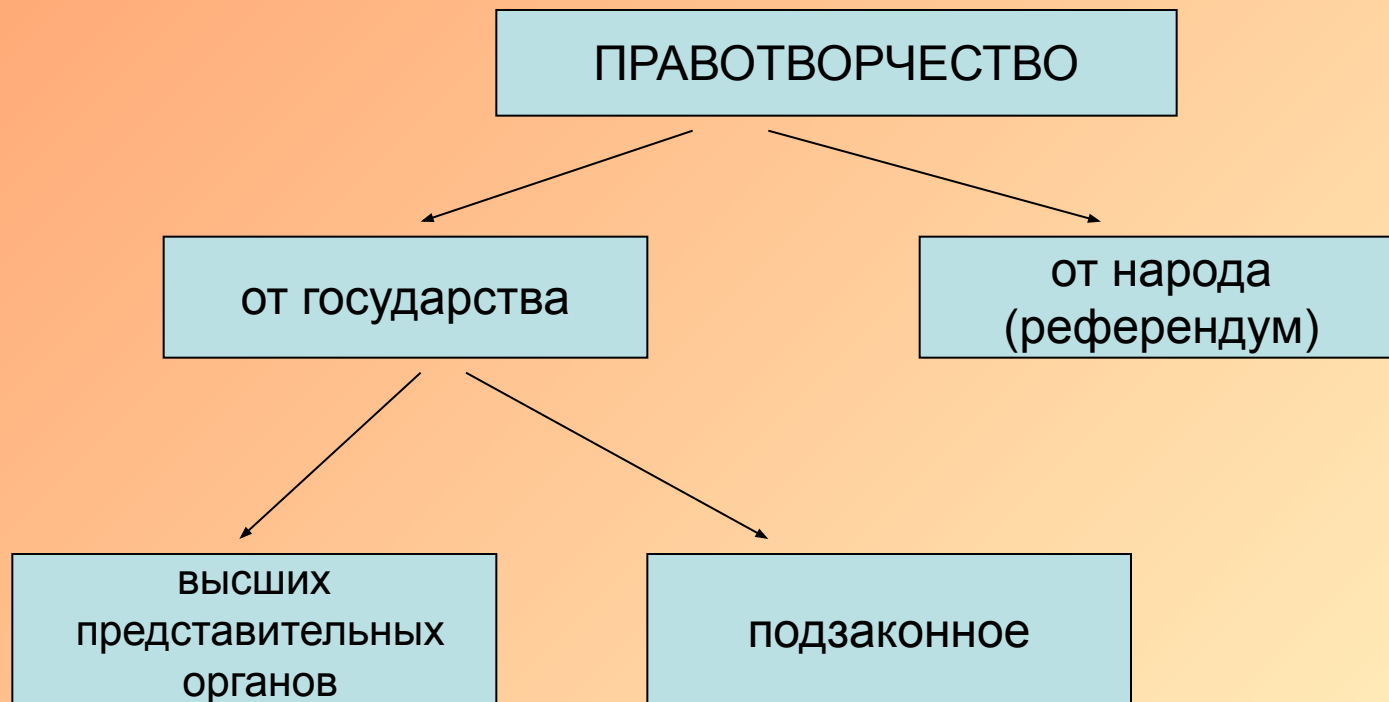 ПРАВОТВОРЧЕСТВО
от государства
от народа
(референдум)
высших
представительных
органов
подзаконное